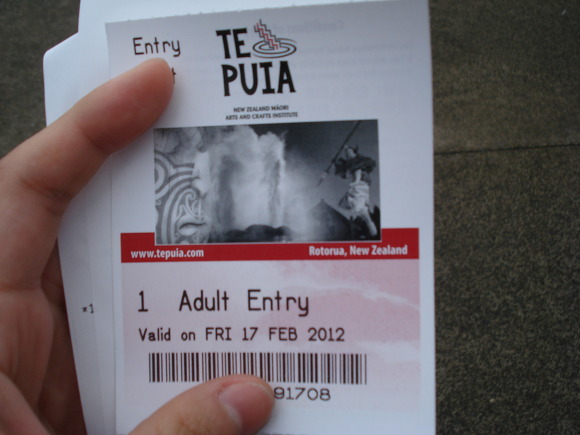 Entry
TE
PUIA
NEW ZEALAND MĀORI
ARTS AND CRAFTS INSTITUTE
www.tepuia.com
Rotorua, New Zealand
1 Adult Entry
Valid on FRI 17 FEB 2012
91708